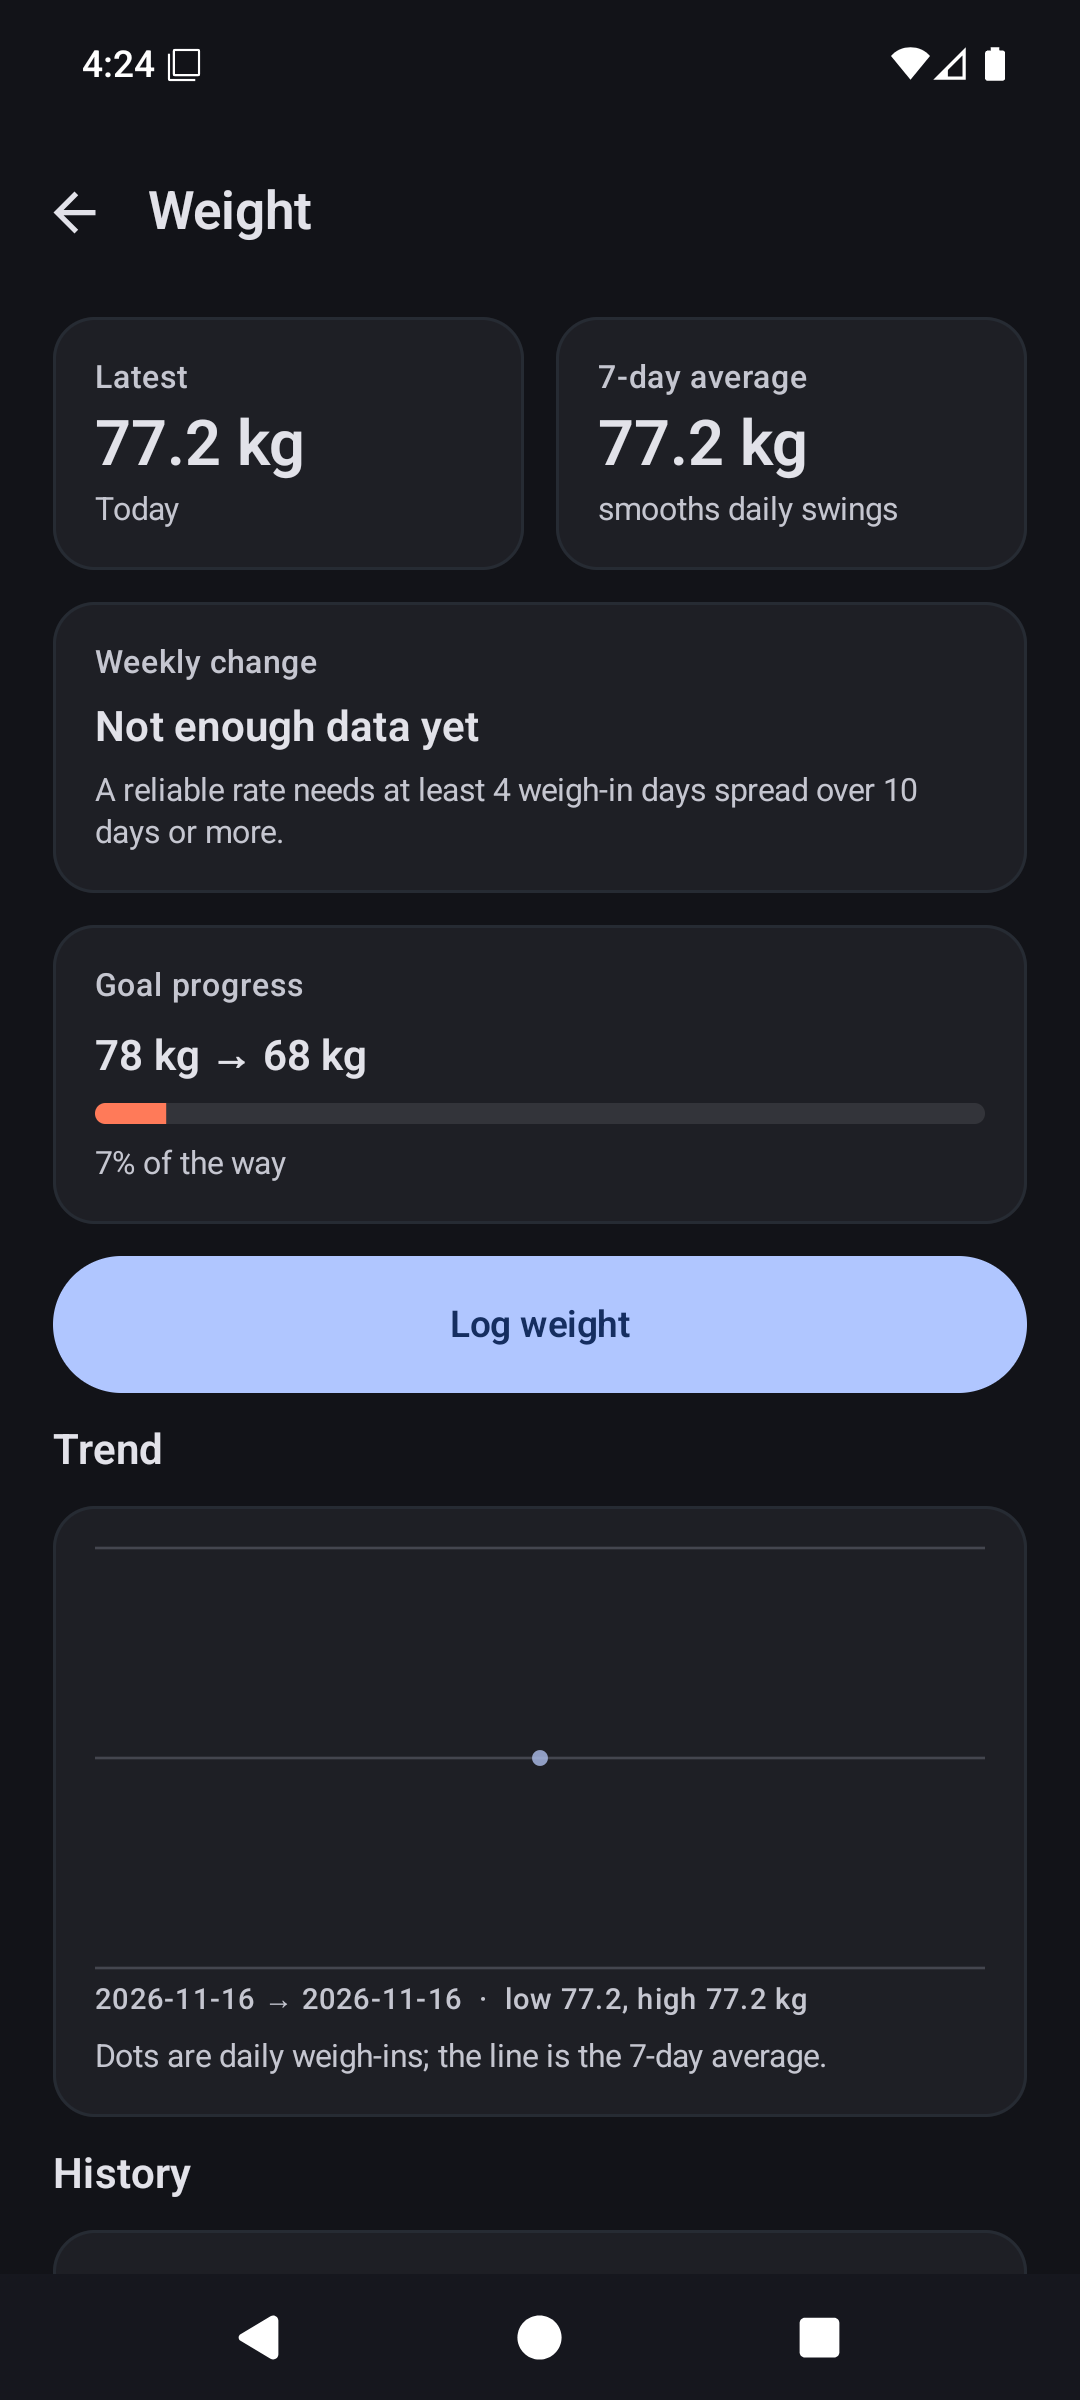 4:24
Weight
Latest
77.2 kg
Today
7-day average
77.2 kg
smooths daily swings
Weekly change
Not enough data yet
A reliable rate needs at least 4 weigh-in days spread over 10
days or more.
Goal progress
78 kg → 68 kg
7% of the way
Log weight
Trend
2026-11-16 → 2026-11-16 · low 77.2, high 77.2 kg
Dots are daily weigh-ins; the line is the 7-day average.
History